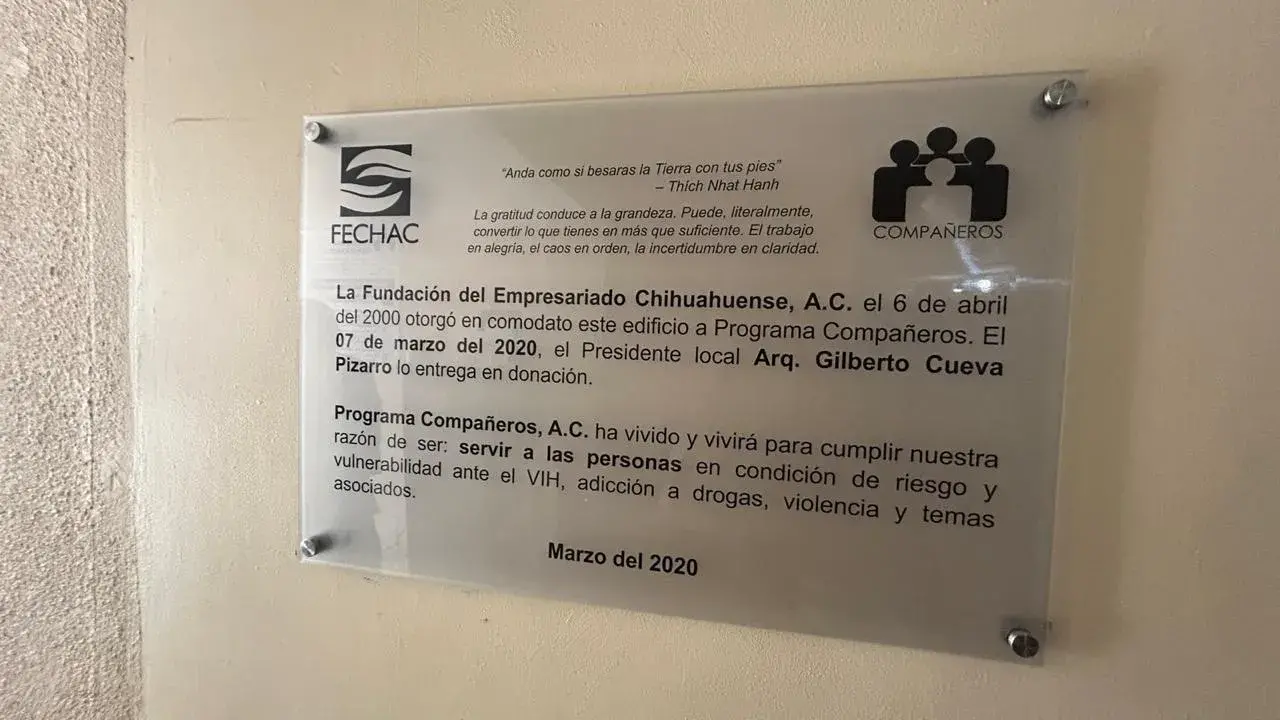 FECHAC
"Anda como si besaras la Tierra con tus pies"
– Thích Nhat Hanh
La gratitud conduce a la grandeza. Puede, literalmente,
convertir lo que tienes en más que suficiente. El trabajo
en alegría, el caos en orden, la incertidumbre en claridad.
COMPAÑEROS
La Fundación del Empresariado Chihuahuense, A.C. el 6 de abril
del 2000 otorgó en comodato este edificio a Programa Compañeros. El
07 de marzo del 2020, el Presidente local Arq. Gilberto Cueva
Pizarro lo entrega en donación.
Programa Compañeros, A.C. ha vivido y vivirá para cumplir nuestra
razón de ser: servir a las personas en condición de riesgo y
vulnerabilidad ante el VIH, adicción a drogas, violencia y temas
asociados.
Marzo del 2020